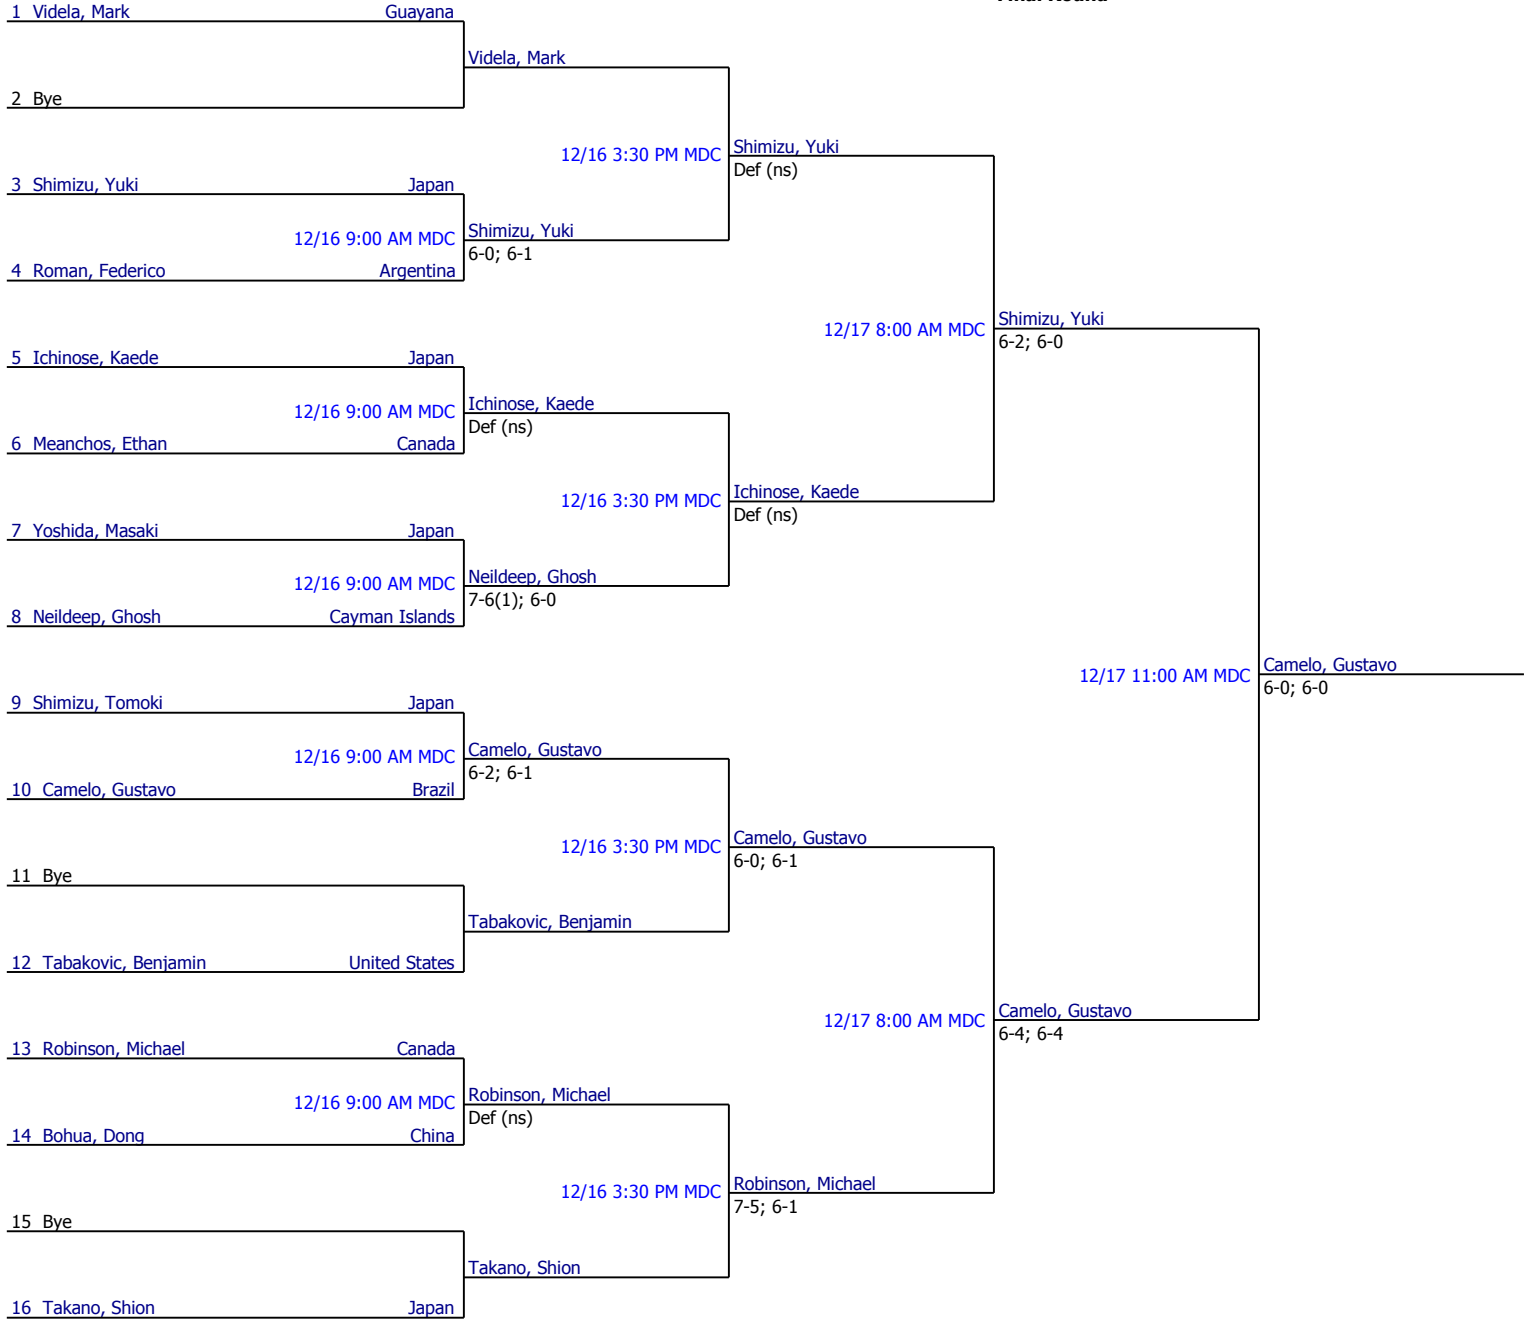 Final Round
1 Videla, Mark Guayana
Videla, Mark
2 Bye
12/16 3:30 PM MDC Shimizu, Yuki
Def (ns)
3 Shimizu, Yuki Japan
12/16 9:00 AM MDC Shimizu, Yuki
6-0; 6-1
4 Roman, Federico Argentina
12/17 8:00 AM MDC Shimizu, Yuki
6-2; 6-0
5 Ichinose, Kaede Japan
12/16 9:00 AM MDC Ichinose, Kaede
Def (ns)
6 Meanchos, Ethan Canada
12/16 3:30 PM MDC Ichinose, Kaede
Def (ns)
7 Yoshida, Masaki Japan
12/16 9:00 AM MDC Neildeep, Ghosh
7-6(1); 6-0
8 Neildeep, Ghosh Cayman Islands
12/17 11:00 AM MDC Camelo, Gustavo
6-0; 6-0
9 Shimizu, Tomoki Japan
12/16 9:00 AM MDC Camelo, Gustavo
6-2; 6-1
10 Camelo, Gustavo Brazil
12/16 3:30 PM MDC Camelo, Gustavo
6-0; 6-1
11 Bye
Tabakovic, Benjamin
12 Tabakovic, Benjamin United States
12/17 8:00 AM MDC Camelo, Gustavo
6-4; 6-4
13 Robinson, Michael Canada
12/16 9:00 AM MDC Robinson, Michael
Def (ns)
14 Bohua, Dong China
12/16 3:30 PM MDC Robinson, Michael
7-5; 6-1
15 Bye
Takano, Shion
16 Takano, Shion Japan